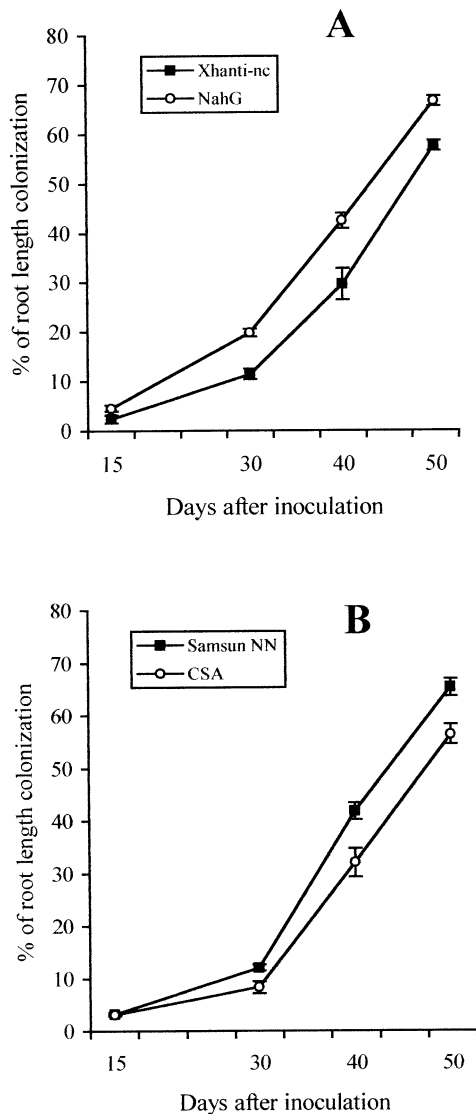 A
Xhanti-nc
NahG
80
70
60
50
40
30
20
10
0
% of root length colonization
15 30 40 50
Days after inoculation
B
Samsun NN
CSA
80
70
60
50
40
30
20
10
0
% of root length colonization
15 30 40 50
Days after inoculation